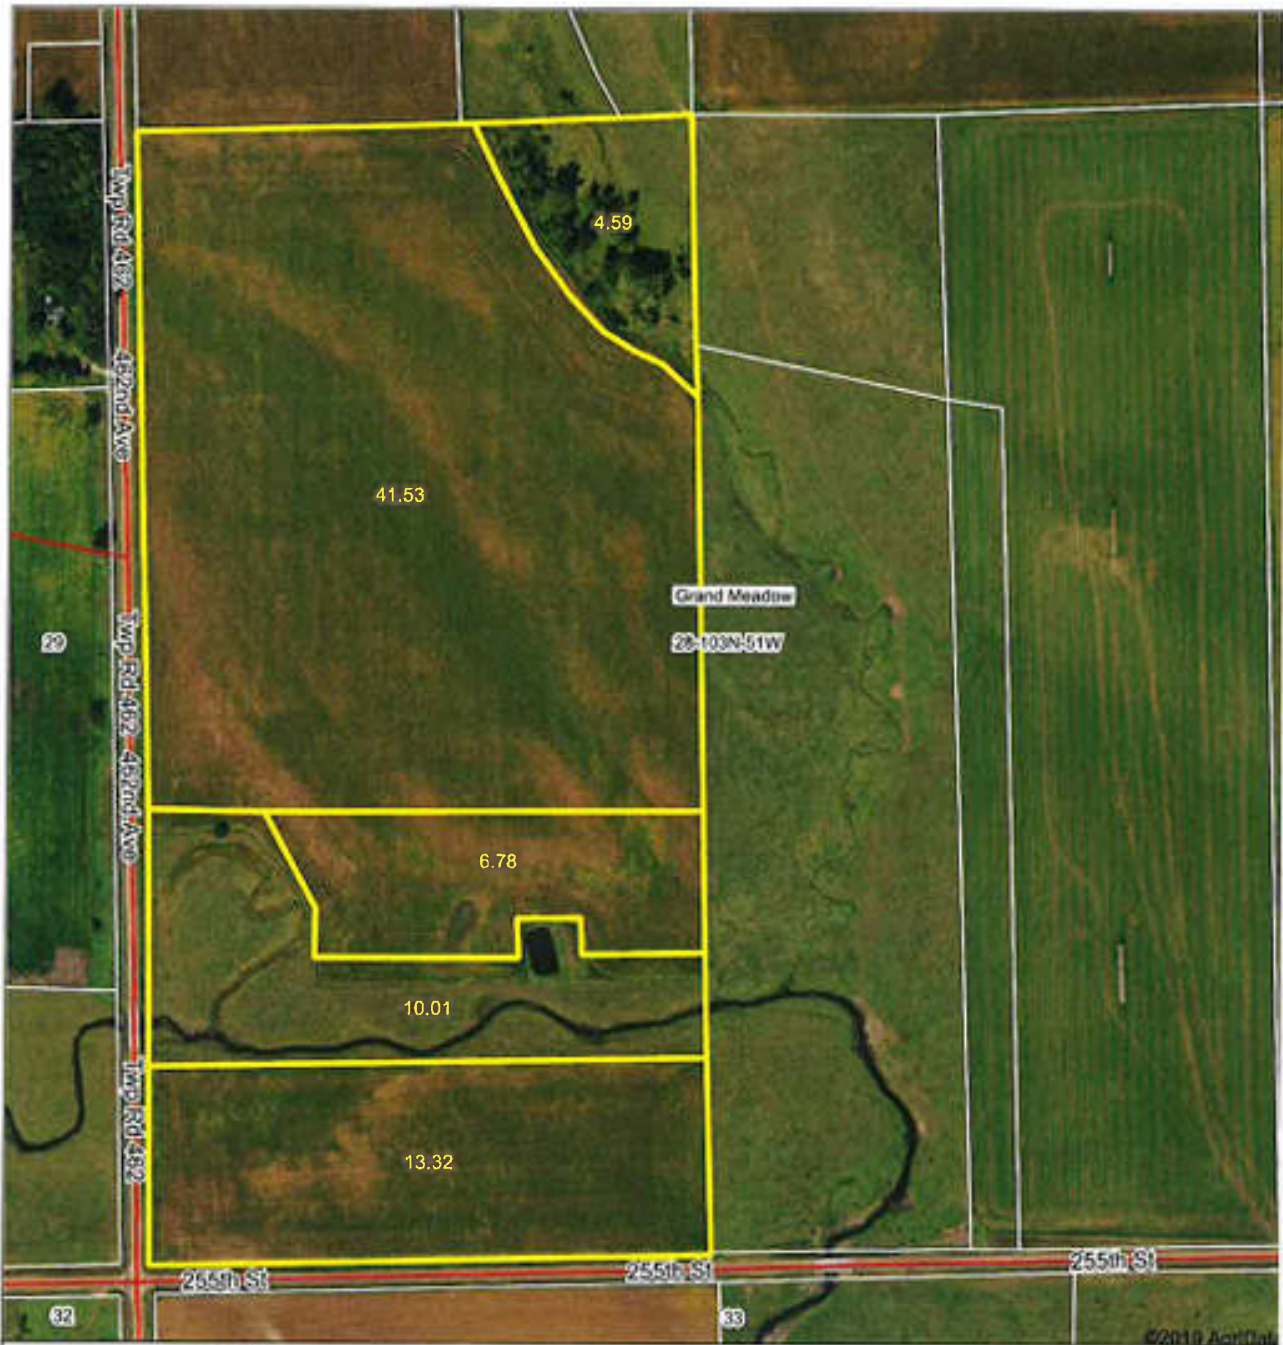 Twp Rd 462
4.59
462nd Ave
41.53
Grand Meadow
28-103N-51W
29
Twp Rd 462
462nd Ave
6.78
10.01
Twp Rd 462
13.32
255th St
255th St
255th St
32
33
©2019 AgriData